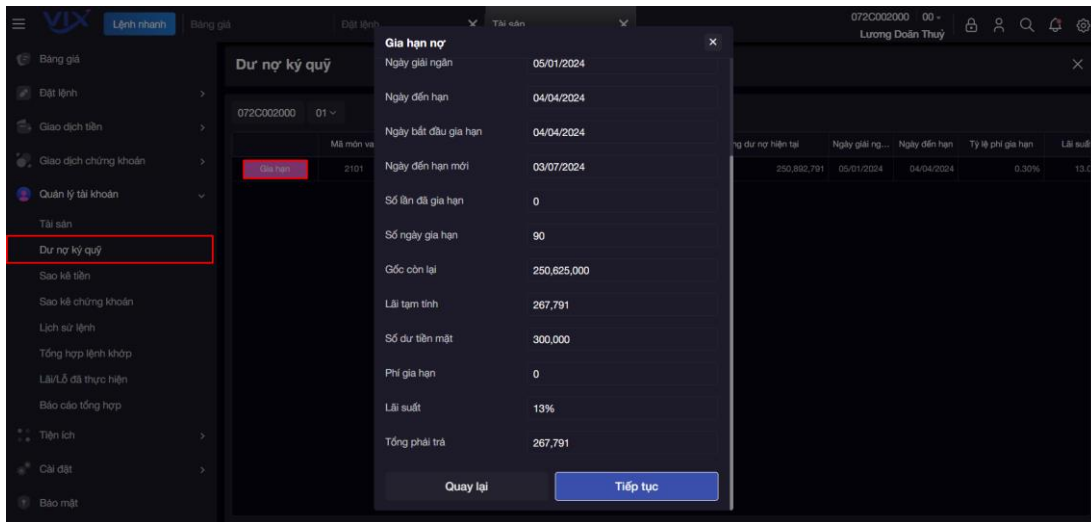 VIX
Lệnh nhanh
Bảng giá
Đặt lệnh
Tài sản
072C002000 00
Lương Doãn Thuỷ
Bảng giá
Đặt lệnh
Giao dịch tiền
Giao dịch chứng khoán
Quản lý tài khoản
Tài sản
Dư nợ ký quỹ
Sao kê tiền
Sao kê chứng khoán
Lịch sử lệnh
Tổng hợp lệnh khớp
Lãi/Lỗ đã thực hiện
Báo cáo tổng hợp
Tiện ích
Cài đặt
Bảo mật
Dư nợ ký quỹ
072C002000 01
Mã món va
ng dư nợ hiện tại Ngày giải ng... Ngày đến hạn Tỷ lệ phí gia hạn Lãi suất
Gia hạn 2101
250,892,791 05/01/2024 04/04/2024 0.30% 13.0
Gia hạn nợ
Ngày giải ngân 05/01/2024
Ngày đến hạn 04/04/2024
Ngày bắt đầu gia hạn 04/04/2024
Ngày đến hạn mới 03/07/2024
Số lần đã gia hạn 0
Số ngày gia hạn 90
Gốc còn lại 250,625,000
Lãi tạm tính 267,791
Số dư tiền mặt 300,000
Phí gia hạn 0
Lãi suất 13%
Tổng phải trả 267,791
Quay lại
Tiếp tục